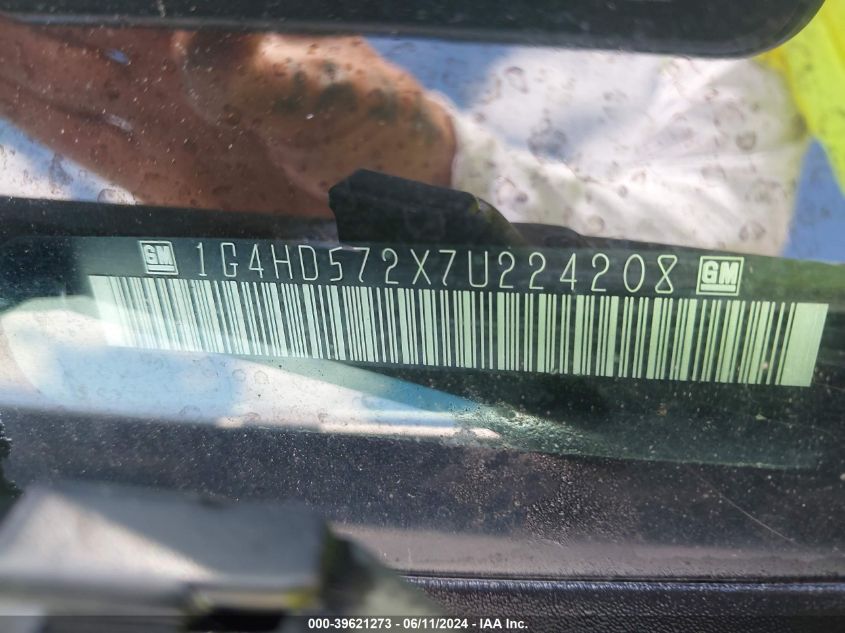 GM 1G4HD572X7U224208 GM
000-39621273 - 06/11/2024 - IAA Inc.